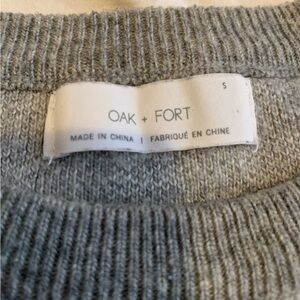 S
OAK + FORT
MADE IN CHINA | FABRIQUÉ EN CHINE